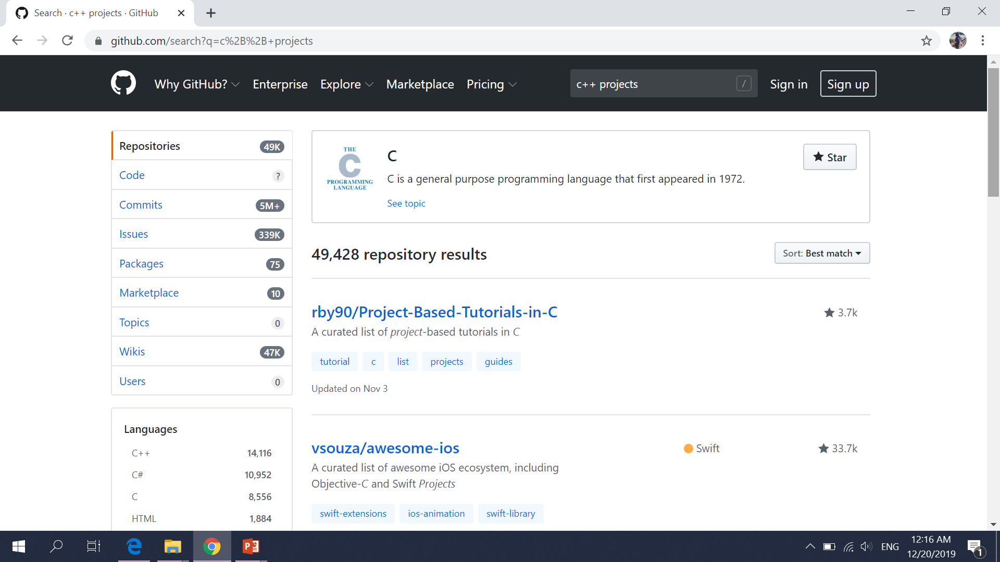 Search · c++ projects · GitHub
github.com/search?q=c%2B%2B+projects
Why GitHub? Enterprise Explore Marketplace Pricing c++ projects / Sign in Sign up
Repositories 49K
Code ?
Commits 5M+
Issues 339K
Packages 75
Marketplace 10
Topics 0
Wikis 47K
Users 0
Languages
C++ 14,116
C# 10,952
C 8,556
HTML 1,884
THE
C
PROGRAMMING
LANGUAGE
C
Star
C is a general purpose programming language that first appeared in 1972.
See topic
49,428 repository results
Sort: Best match
rby90/Project-Based-Tutorials-in-C 3.7k
A curated list of project-based tutorials in C
tutorial c list projects guides
Updated on Nov 3
vsouza/awesome-ios Swift 33.7k
A curated list of awesome iOS ecosystem, including
Objective-C and Swift Projects
swift-extensions ios-animation swift-library
P
ENG
12:16 AM
12/20/2019
1